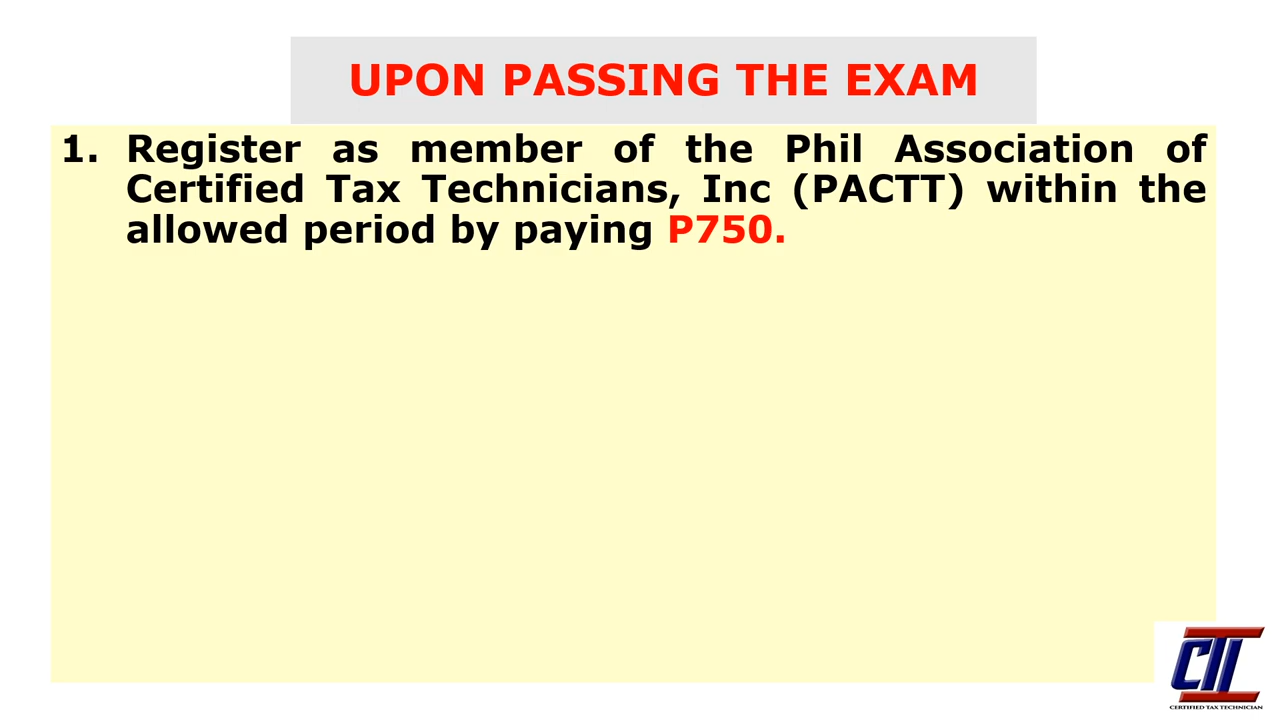 UPON PASSING THE EXAM
1. Register as member of the Phil Association of
Certified Tax Technicians, Inc (PACTT) within the
allowed period by paying P750.
CTT
CERTIFIED TAX TECHNICIAN